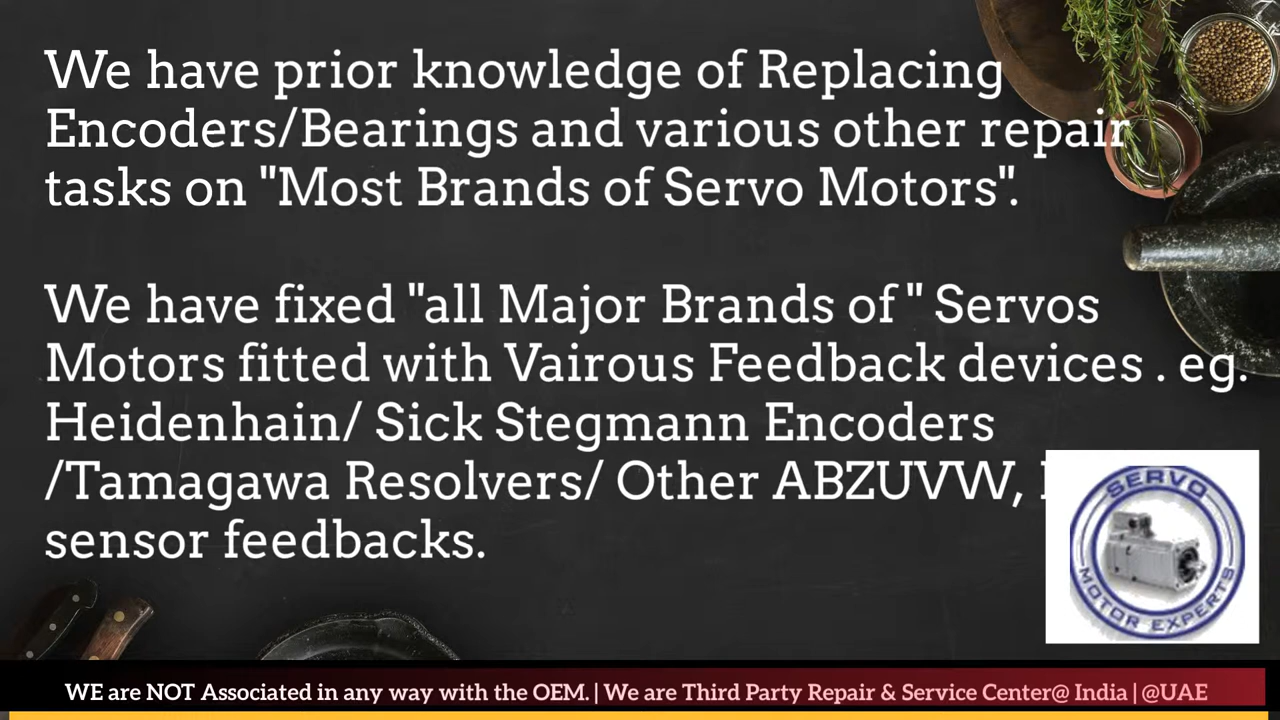 We have prior knowledge of Replacing
Encoders/Bearings and various other repair
tasks on "Most Brands of Servo Motors".
We have fixed "all Major Brands of " Servos
Motors fitted with Vairous Feedback devices . eg.
Heidenhain/ Sick Stegmann Encoders
/Tamagawa Resolvers/ Other ABZUVW,
sensor feedbacks.
SERVO
MOTOR EXPERTS
WE are NOT Associated in any way with the OEM. | We are Third Party Repair & Service Center@ India | @UAE